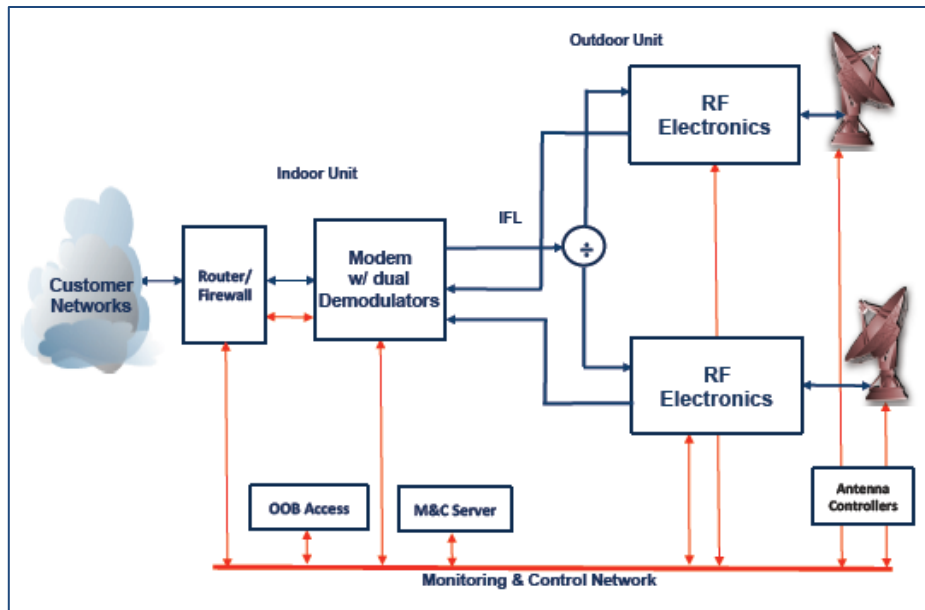 Outdoor Unit
RF
Electronics
Indoor Unit
IFL
÷
Customer
Networks
Router/
Firewall
Modem
w/ dual
Demodulators
RF
Electronics
OOB Access
M&C Server
Antenna
Controllers
Monitoring & Control Network